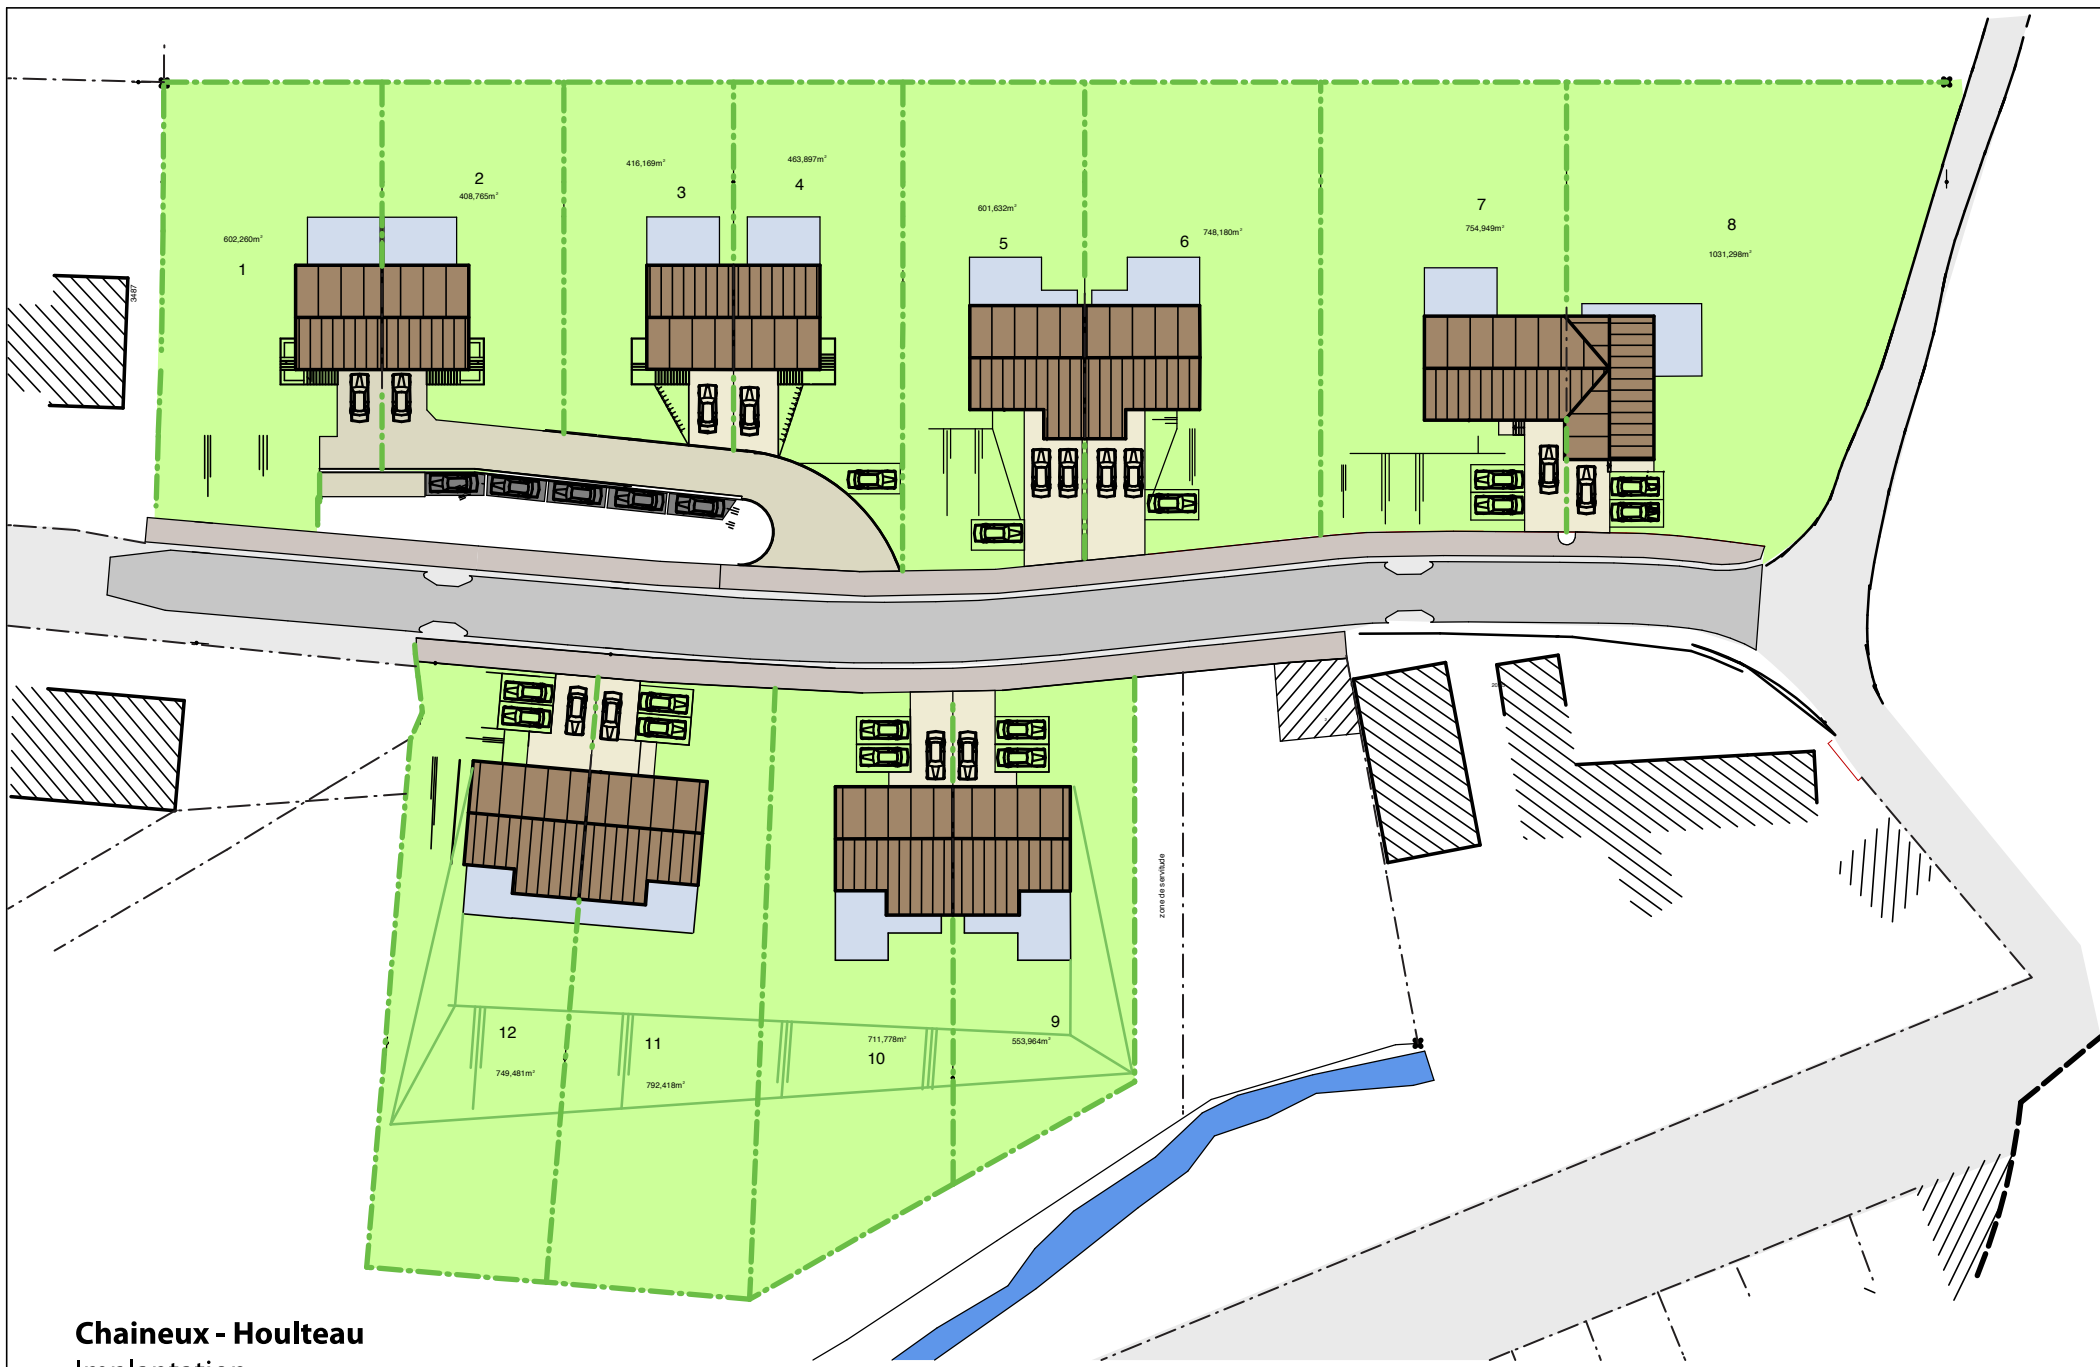 463,897m²
416,169m²
4
2
3
408,765m²
7
601,632m²
8
754,949m²
748,180m²
602,260m²
5
6
1031,298m²
1
3487
zone de servitude
9
12
711,778m²
553,964m²
11
10
749,481m²
792,418m²
Chaineux - Houlteau
Implantation